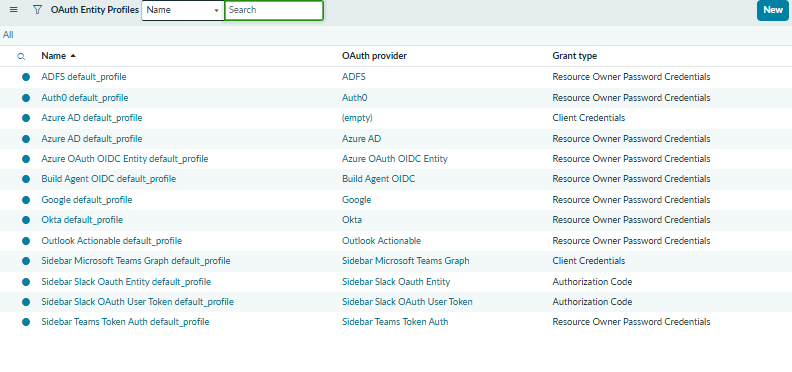 OAuth Entity Profiles Name Search New
All
Name OAuth provider Grant type
ADFS default_profile ADFS Resource Owner Password Credentials
Auth0 default_profile Auth0 Resource Owner Password Credentials
Azure AD default_profile (empty) Client Credentials
Azure AD default_profile Azure AD Resource Owner Password Credentials
Azure OAuth OIDC Entity default_profile Azure OAuth OIDC Entity Resource Owner Password Credentials
Build Agent OIDC default_profile Build Agent OIDC Resource Owner Password Credentials
Google default_profile Google Resource Owner Password Credentials
Okta default_profile Okta Resource Owner Password Credentials
Outlook Actionable default_profile Outlook Actionable Resource Owner Password Credentials
Sidebar Microsoft Teams Graph default_profile Sidebar Microsoft Teams Graph Client Credentials
Sidebar Slack Oauth Entity default_profile Sidebar Slack Oauth Entity Authorization Code
Sidebar Slack OAuth User Token default_profile Sidebar Slack OAuth User Token Authorization Code
Sidebar Teams Token Auth default_profile Sidebar Teams Token Auth Resource Owner Password Credentials